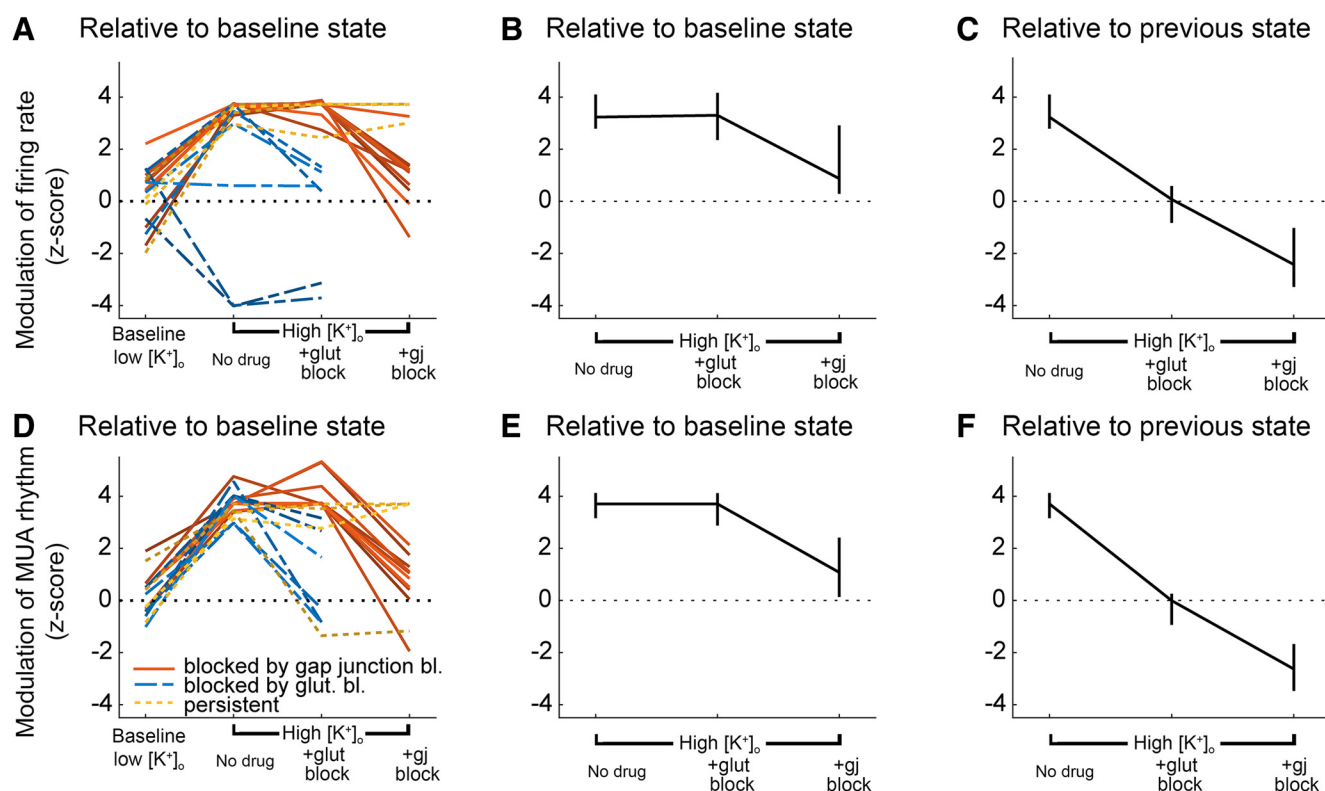 A Relative to baseline state
Modulation of firing rate
(z-score)
4
2
0
-2
-4
Baseline
low [K⁺]ₒ
High [K⁺]ₒ
No drug
+glut
block
+gj
block
B Relative to baseline state
4
2
0
-2
-4
High [K⁺]ₒ
No drug
+glut
block
+gj
block
C Relative to previous state
4
2
0
-2
-4
High [K⁺]ₒ
No drug
+glut
block
+gj
block
D Relative to baseline state
Modulation of MUA rhythm
(z-score)
4
2
0
-2
-4
blocked by gap junction bl.
blocked by glut. bl.
persistent
Baseline
low [K⁺]ₒ
High [K⁺]ₒ
No drug
+glut
block
+gj
block
E Relative to baseline state
4
2
0
-2
-4
High [K⁺]ₒ
No drug
+glut
block
+gj
block
F Relative to previous state
4
2
0
-2
-4
High [K⁺]ₒ
No drug
+glut
block
+gj
block